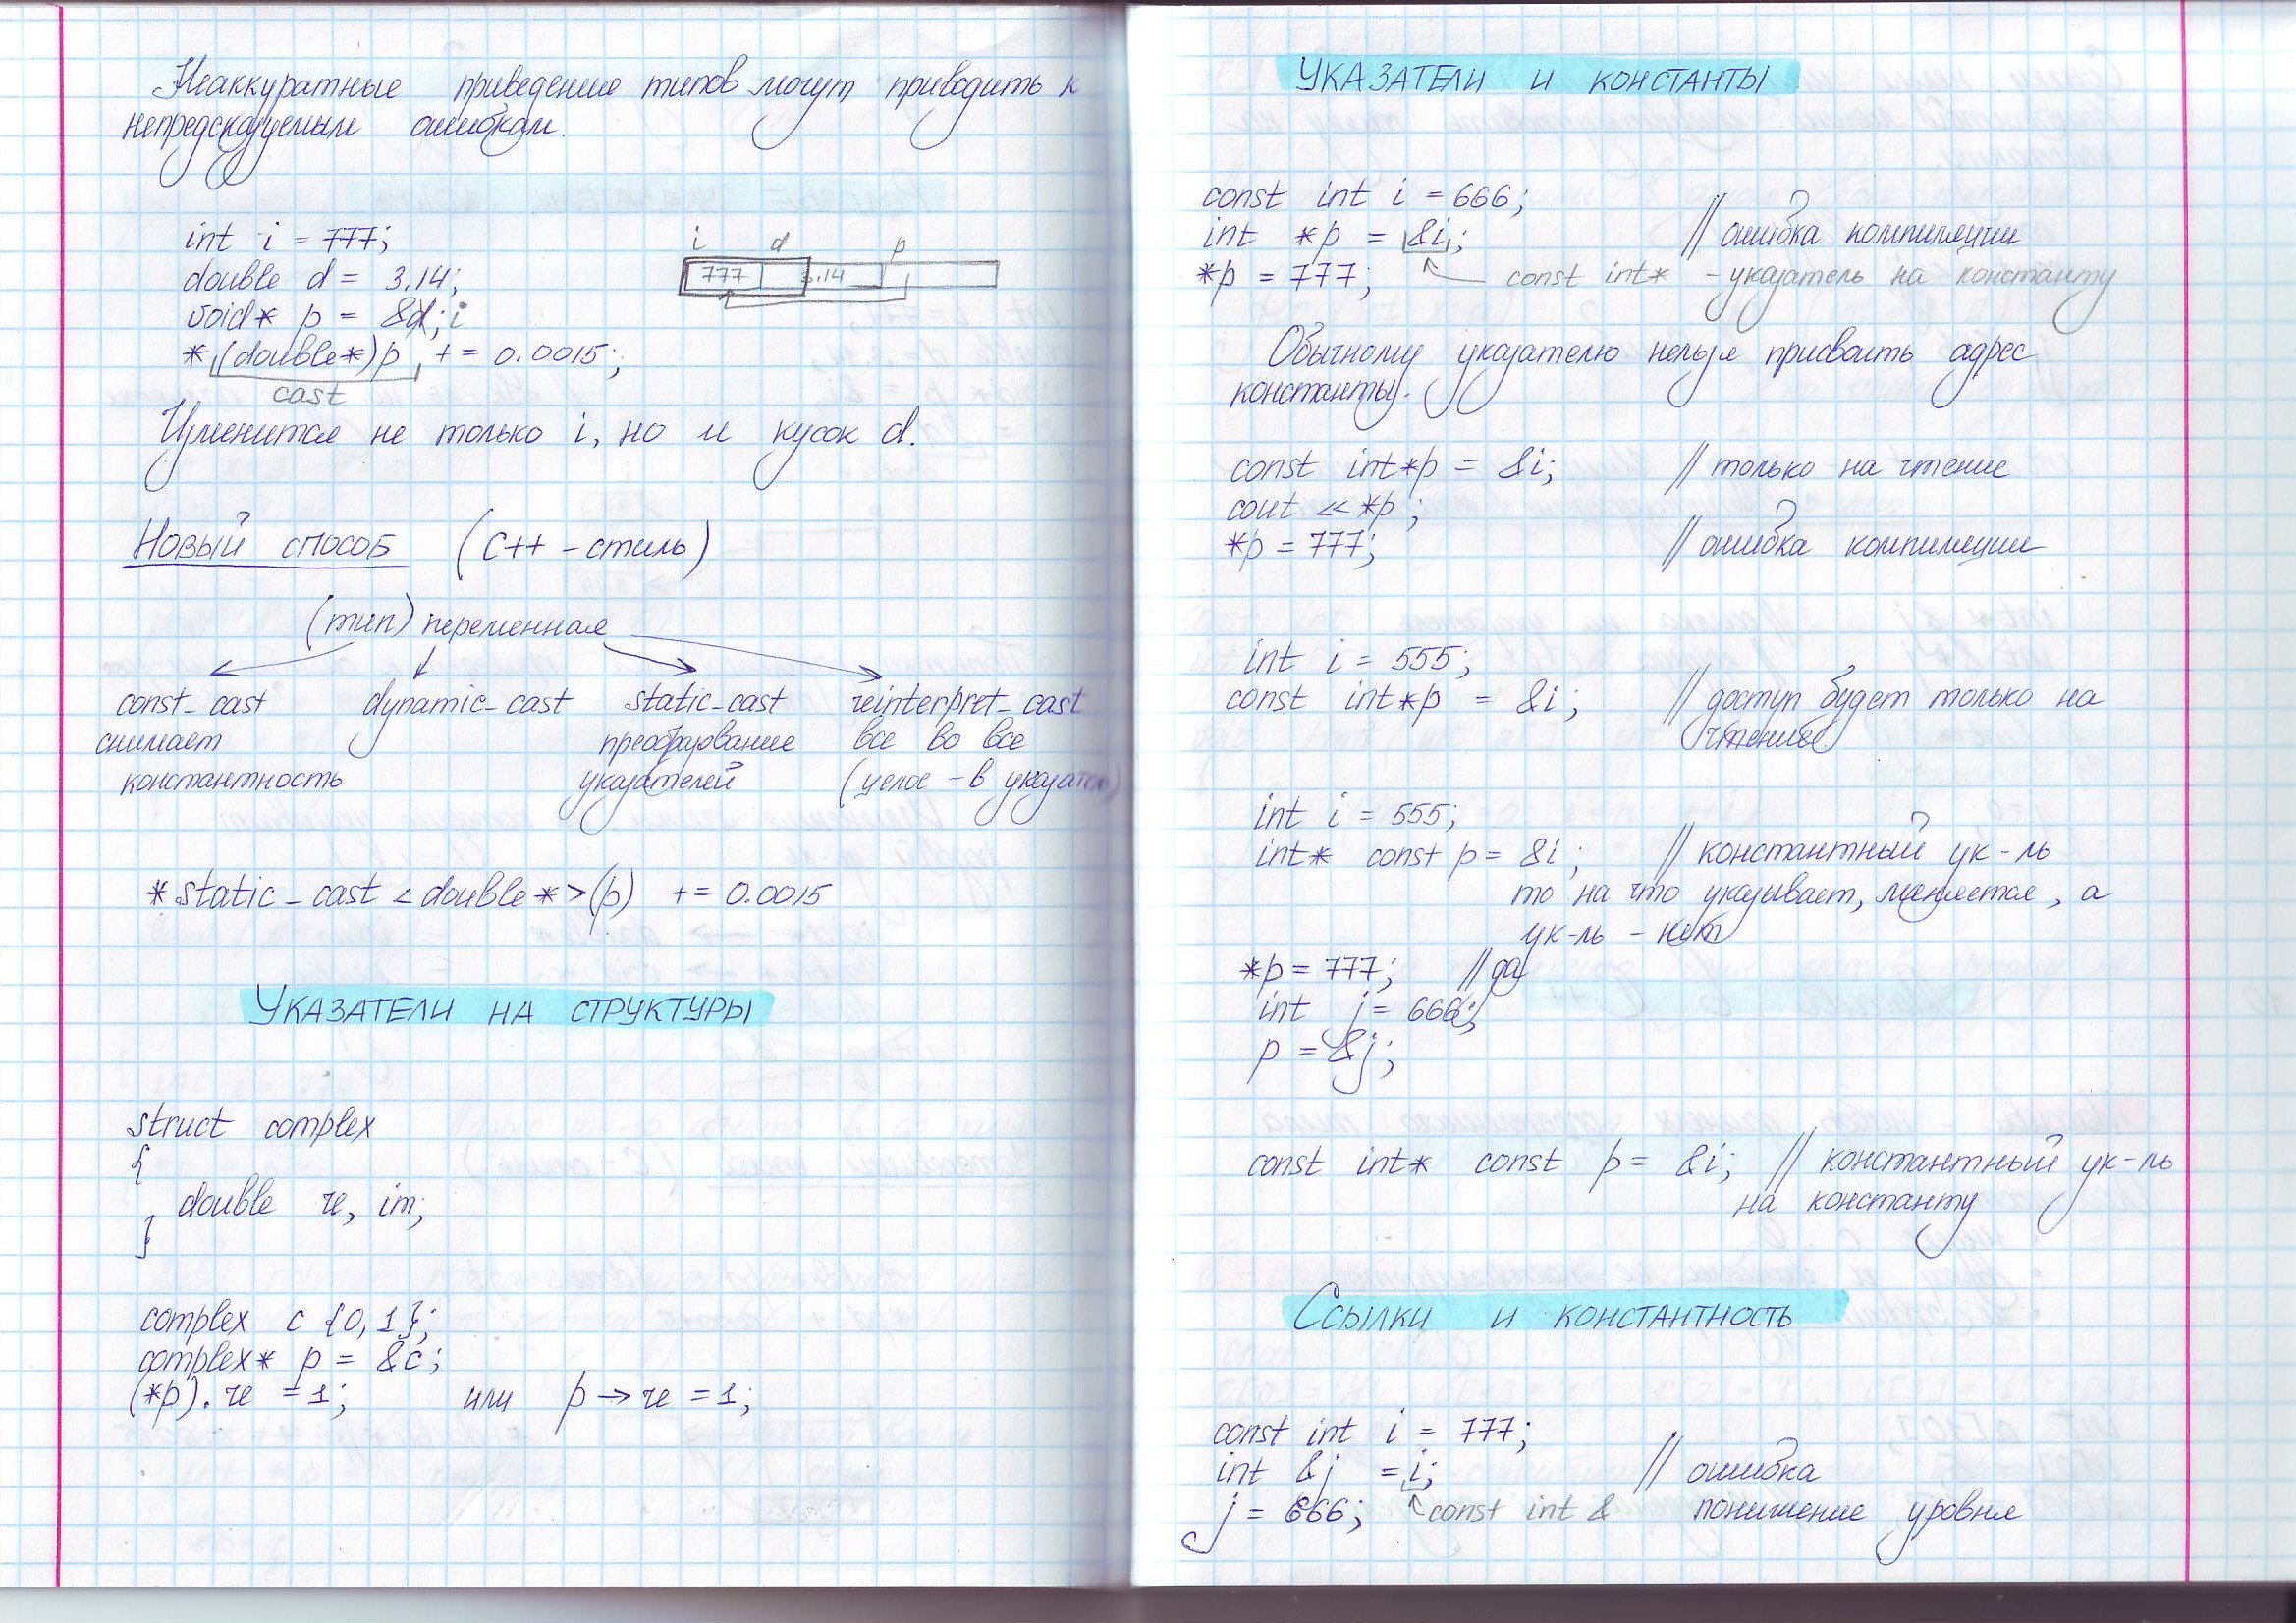 Неаккуратные приведение типов могут приводить к
непредсказуемым ошибкам.
int i = 777;
double d = 3.14;
void* p = &d; i
*(double*)p += 0.0015;
cast
i d p
777 3.14
Изменится не только i, но и кусок d.
Новый способ (C++ - стиль)
(тип) переменная
const_cast dynamic_cast static_cast reinterpret_cast
снимает преобразование все во все
константность указателей (целое - в указатель)
*static_cast <double*>(p) += 0.0015
Указатели на структуры
struct complex
{
double re, im;
}
complex c {0,1};
complex* p = &c;
(*p).re = 1; или p→re = 1;
Указатели и константы
const int i = 666;
int *p = &i; // ошибка компиляции
*p = 777; const int* - указатель на константу
Обычному указателю нельзя присвоить адрес
константы.
const int*p = &i; // только на чтение
cout << *p;
*p = 777; // ошибка компиляции
int i = 555;
const int*p = &i; // доступ будет только на
чтение
int i = 555;
int* const p = &i; // константный ук-ль
то на что указывает, меняется, а
ук-ль - нет
*p = 777; // да
int j = 666;
p = &j;
const int* const p = &i; // константный ук-ль
на константу
Ссылки и константность
const int i = 777;
int &j = i; // ошибка
j = 666; const int & понижение уровня